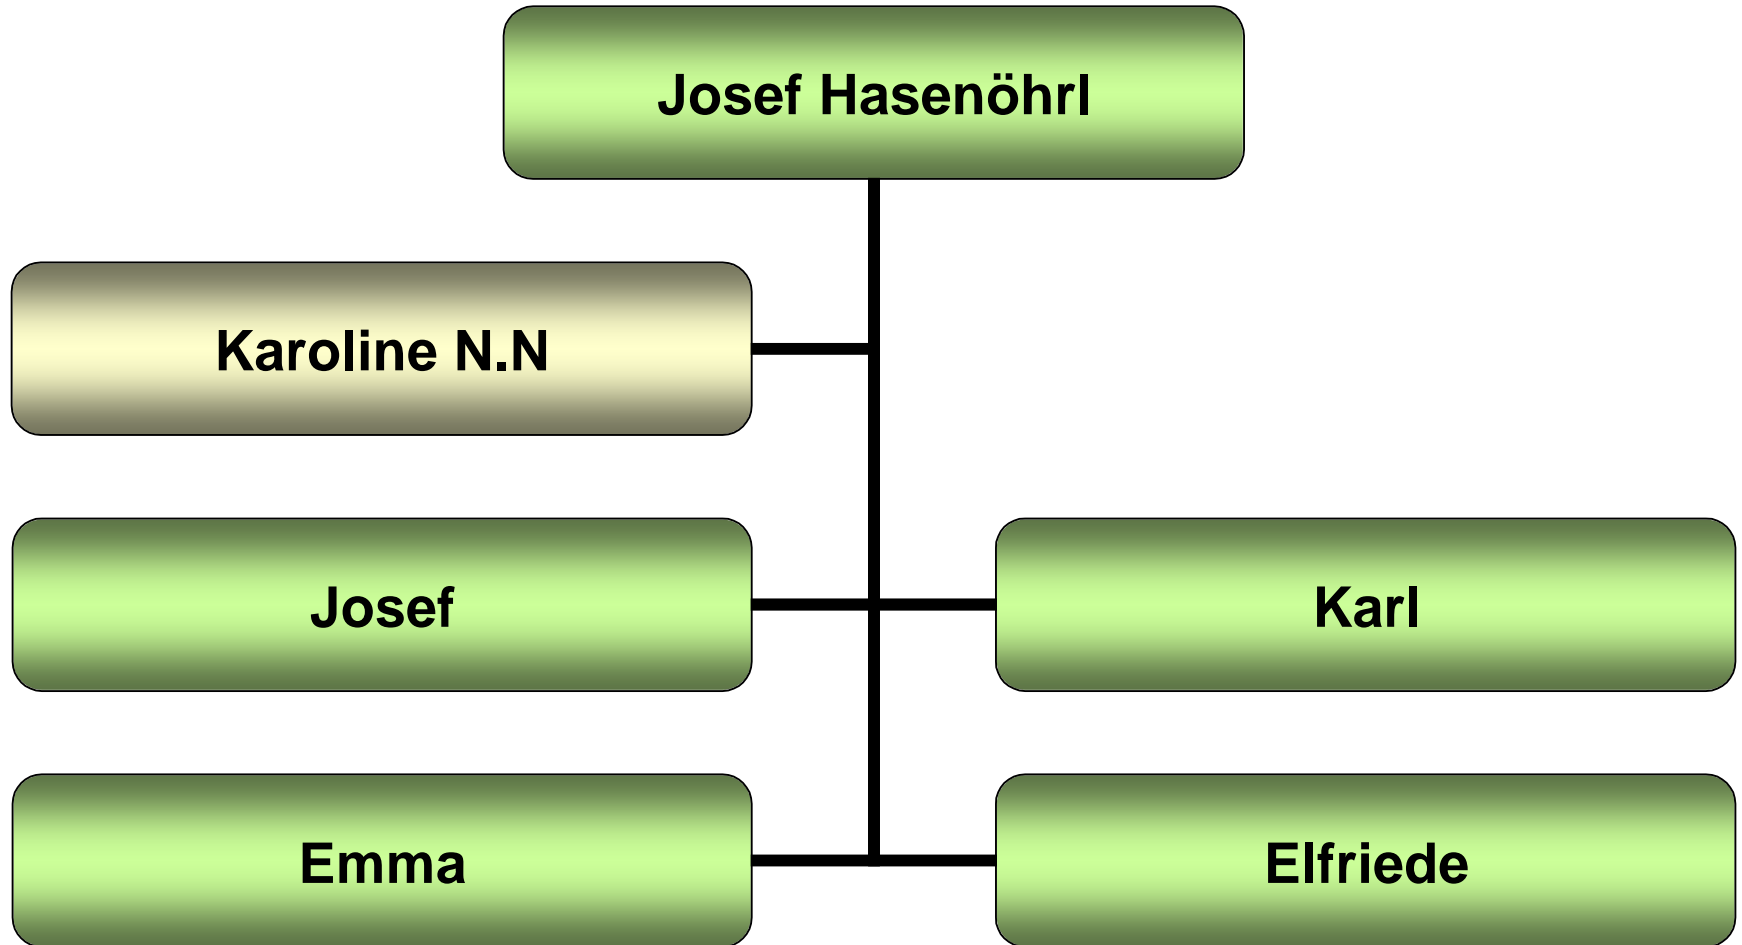 Josef Hasenöhrl
Karoline N.N
Josef
Karl
Emma
Elfriede